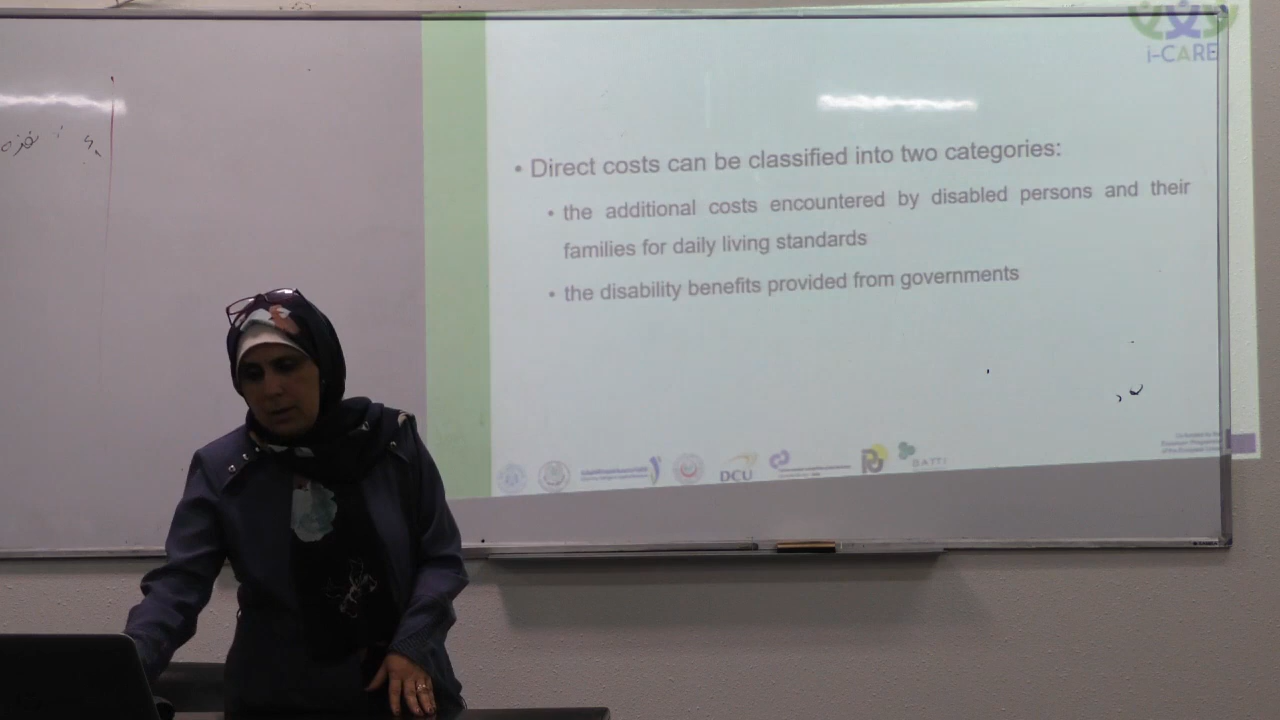 i-CARE
• Direct costs can be classified into two categories:
• the additional costs encountered by disabled persons and their
families for daily living standards
• the disability benefits provided from governments
DCU